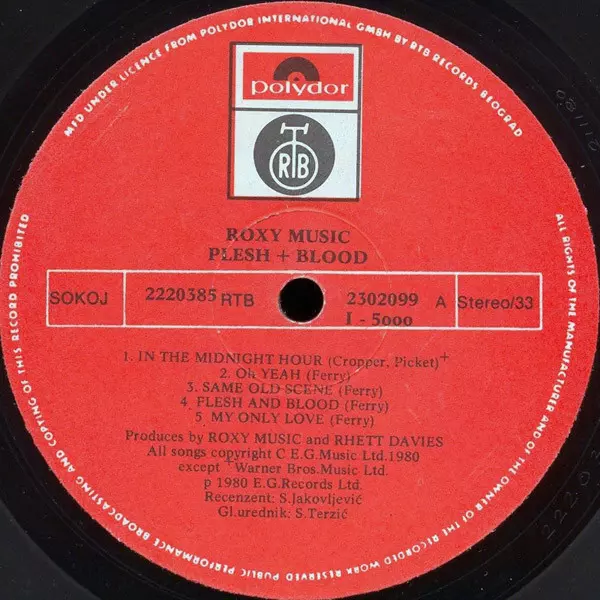 MFD UNDER LICENCE FROM POLYDOR INTERNATIONAL GMBH BY RTB RECORDS BEOGRAD
polydor
RTB
ROXY MUSIC
PLESH + BLOOD
SOKOJ 2220385 RTB 2302099 A Stereo/33
I - 5000
1. IN THE MIDNIGHT HOUR (Cropper, Picket)+
2. Oh YEAH (Ferry)
3. SAME OLD SCENE (Ferry)
4. FLESH AND BLOOD (Ferry)
5. MY ONLY LOVE (Ferry)
Produces by ROXY MUSIC and RHETT DAVIES
All songs copyright C E.G.Music Ltd.1980
except +Warner Bros.Music Ltd.
p 1980 E.G.Records Ltd.
Recenzent: S.Jakovljević
Gl.urednik: S.Terzić
ALL RIGHTS OF THE MANUFACTURER AND OF THE OWNER OF THE RECORDED WORK RESERVED PUBLIC PERFORMANCE BROADCASTING AND COPYING OF THIS RECORD PROHIBITED